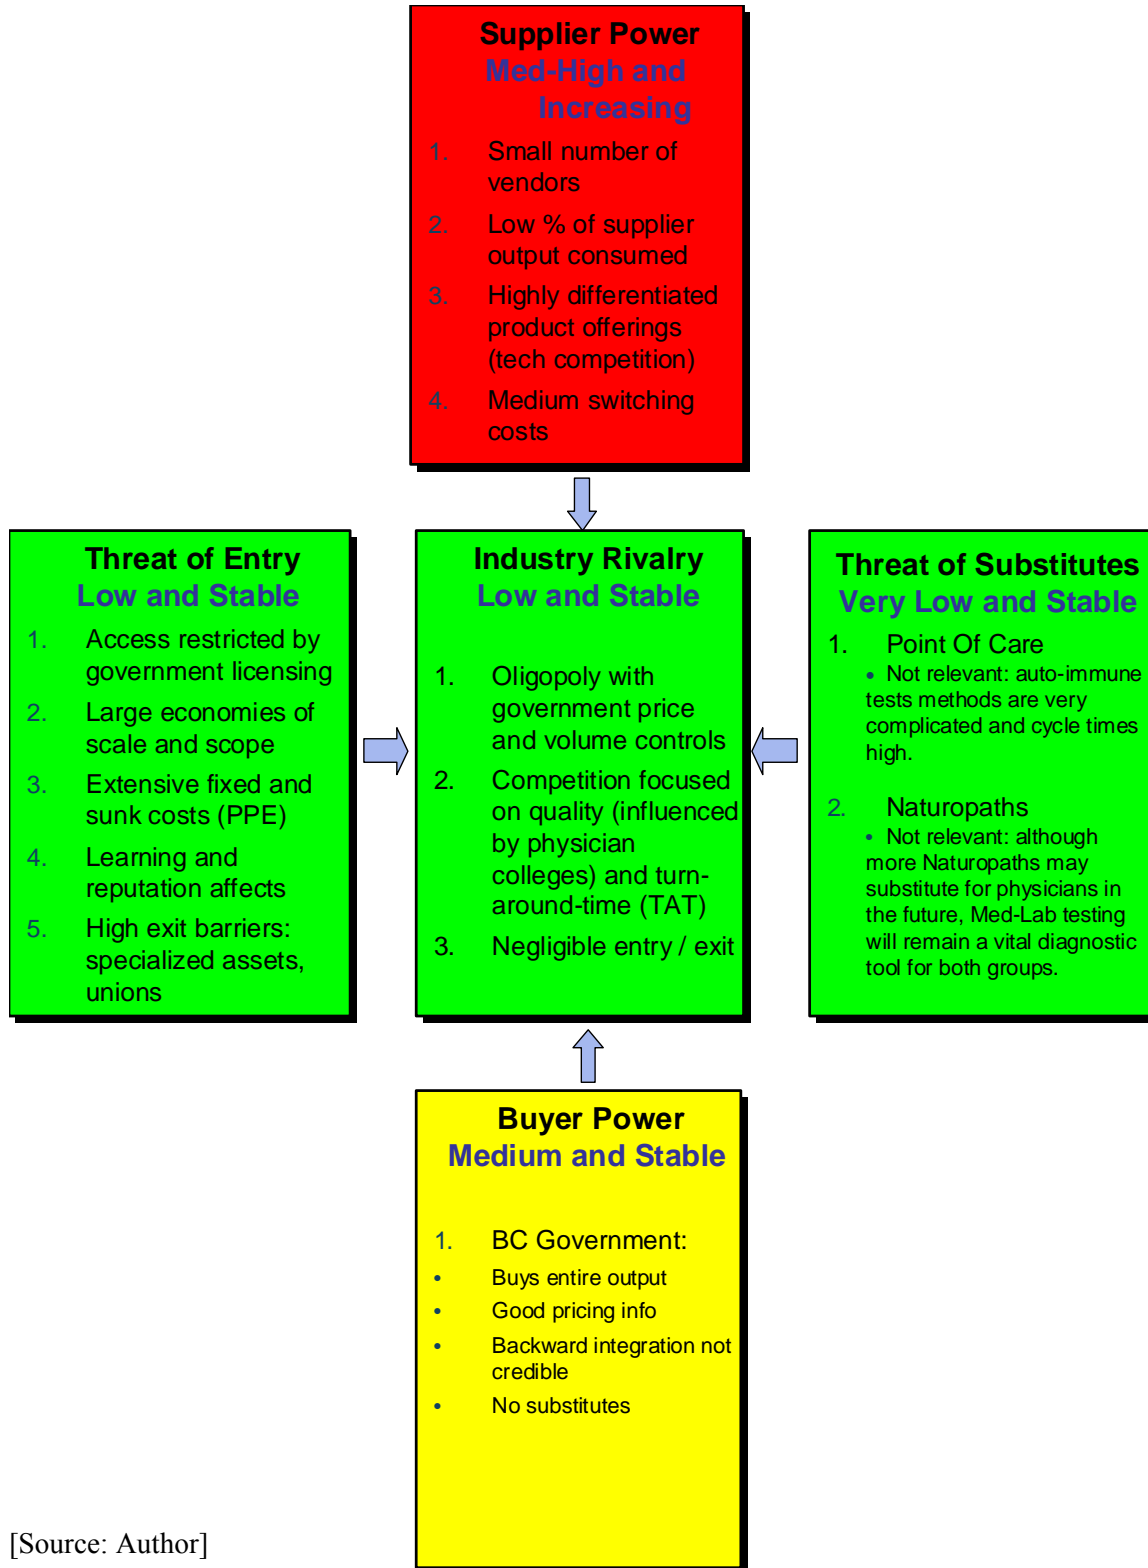 Supplier Power
Med-High and
Increasing
1. Small number of
vendors
2. Low % of supplier
output consumed
3. Highly differentiated
product offerings
(tech competition)
4. Medium switching
costs
Threat of Entry
Low and Stable
1. Access restricted by
government licensing
2. Large economies of
scale and scope
3. Extensive fixed and
sunk costs (PPE)
4. Learning and
reputation affects
5. High exit barriers:
specialized assets,
unions
Industry Rivalry
Low and Stable
1. Oligopoly with
government price
and volume controls
2. Competition focused
on quality (influenced
by physician
colleges) and turn-
around-time (TAT)
3. Negligible entry / exit
Threat of Substitutes
Very Low and Stable
1. Point Of Care
• Not relevant: auto-immune
tests methods are very
complicated and cycle times
high.
2. Naturopaths
• Not relevant: although
more Naturopaths may
substitute for physicians in
the future, Med-Lab testing
will remain a vital diagnostic
tool for both groups.
Buyer Power
Medium and Stable
1. BC Government:
• Buys entire output
• Good pricing info
• Backward integration not
credible
• No substitutes
[Source: Author]